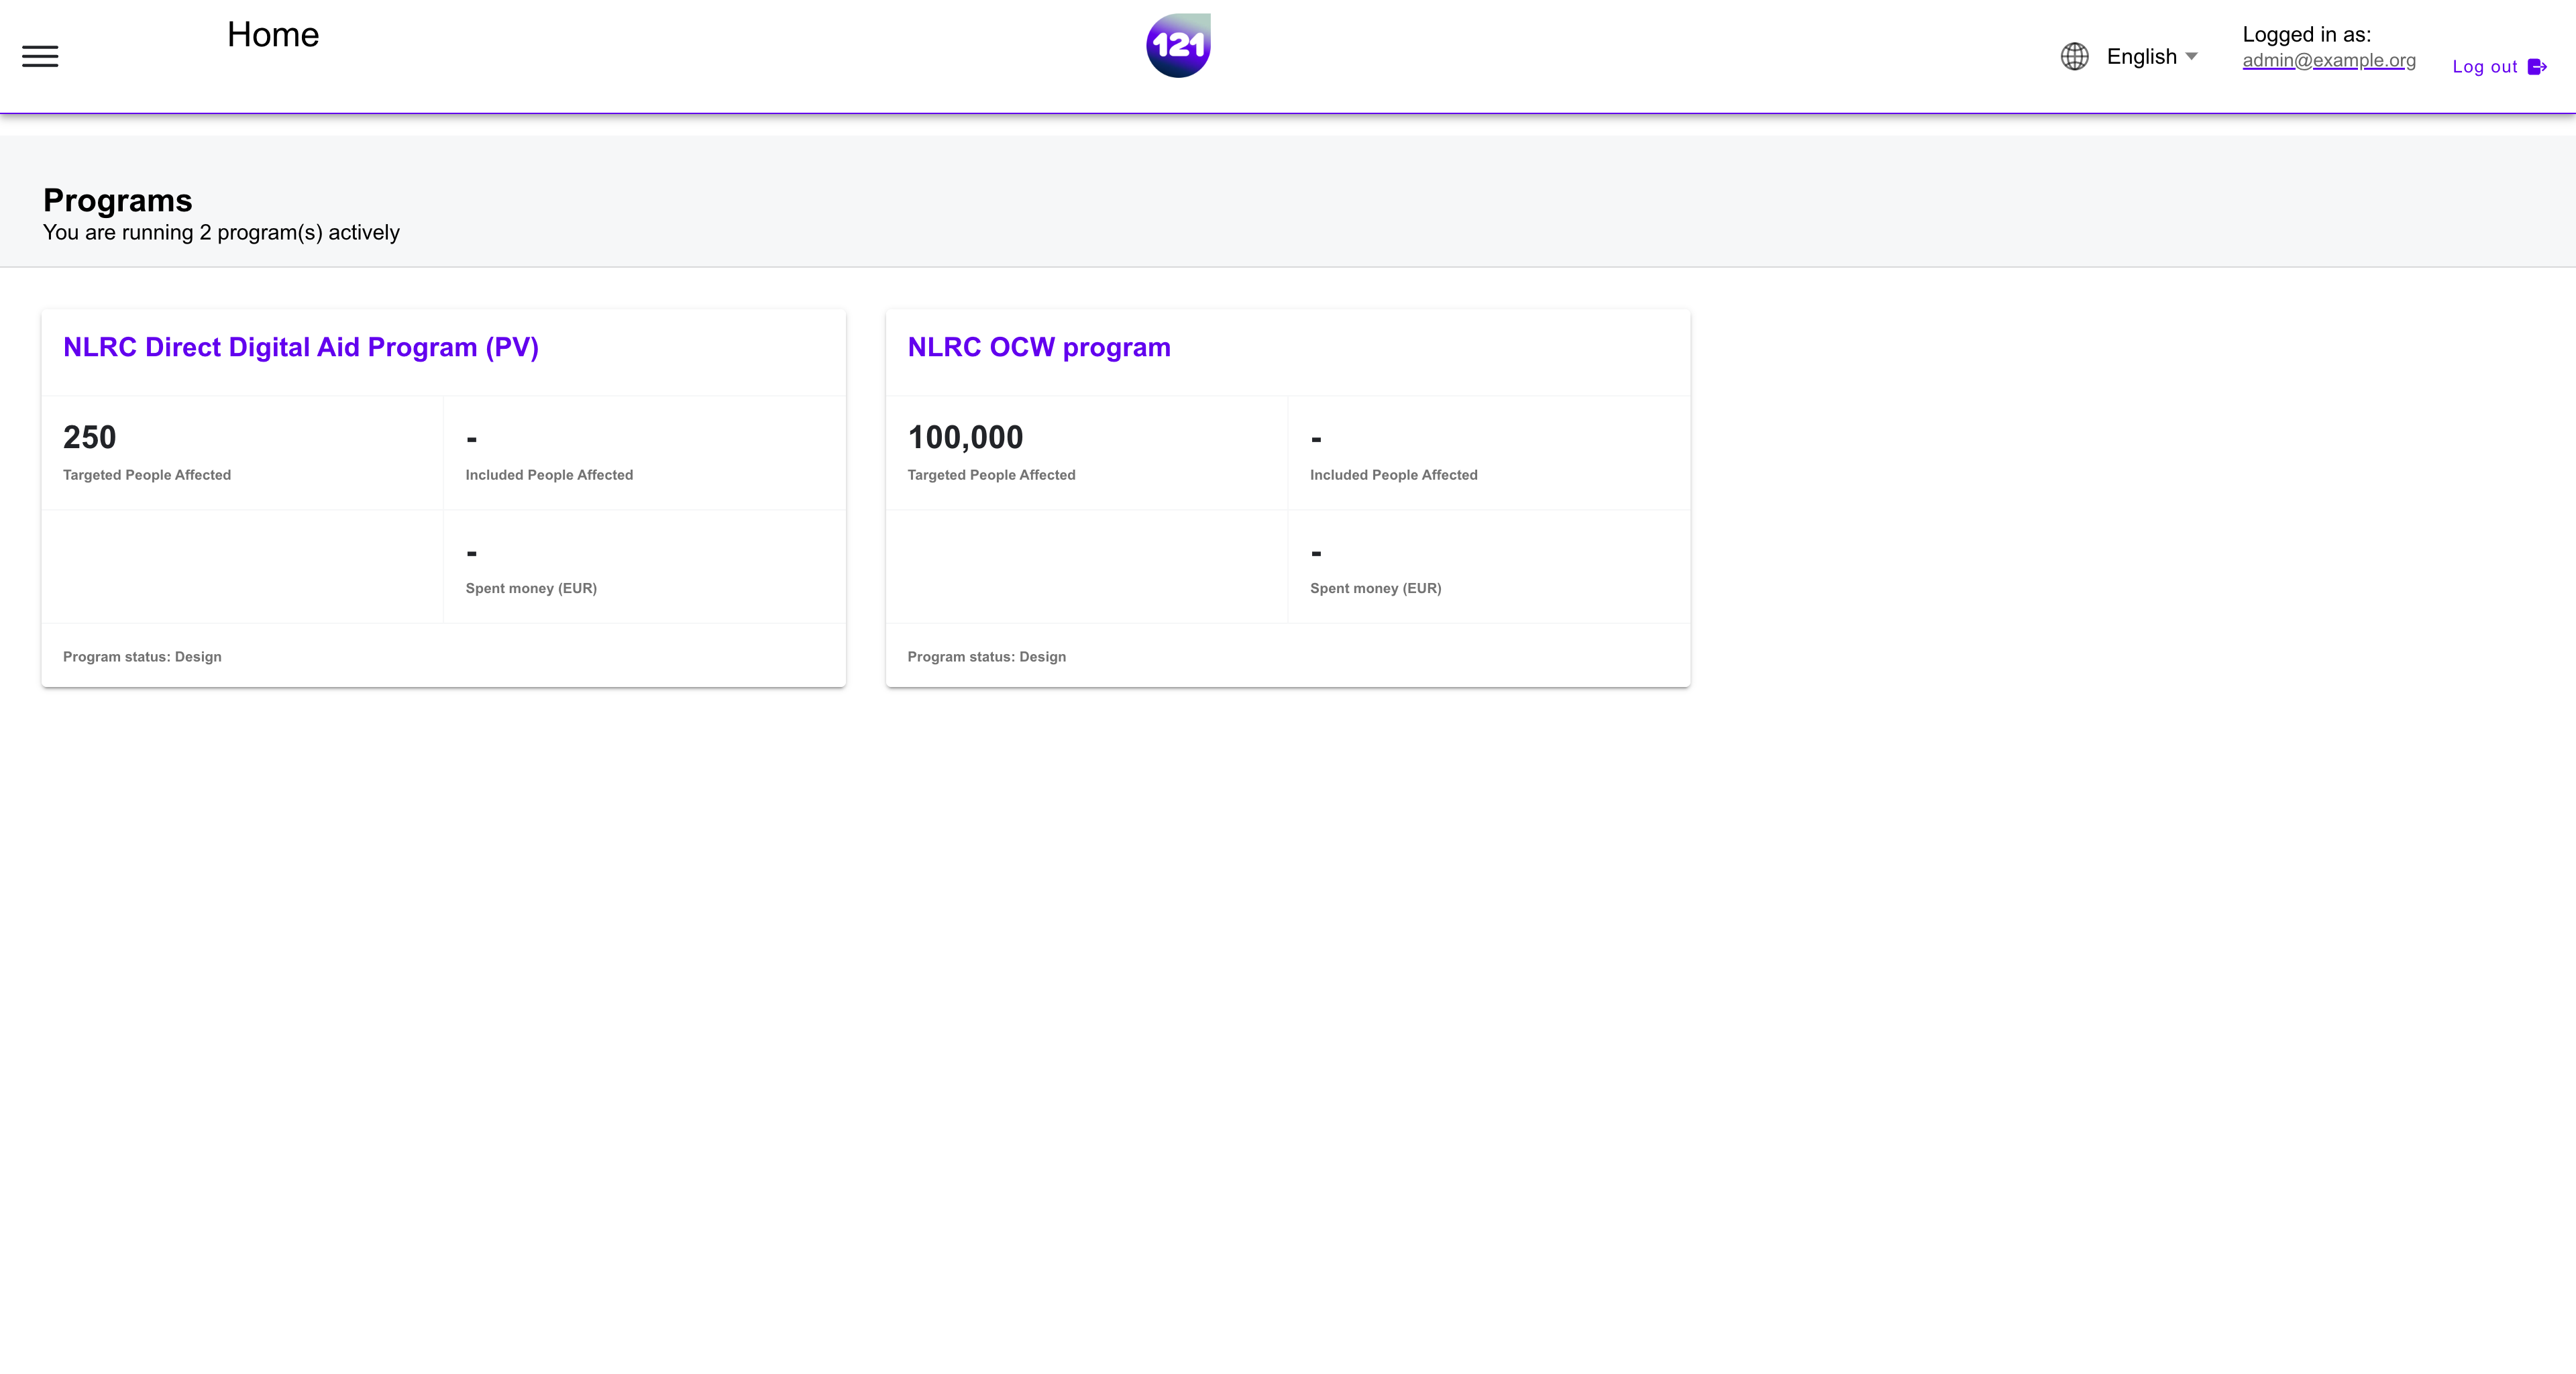 Home
121
English
Logged in as:
admin@example.org
Log out
Programs
You are running 2 program(s) actively
NLRC Direct Digital Aid Program (PV)
250
Targeted People Affected
-
Included People Affected
-
Spent money (EUR)
Program status: Design
NLRC OCW program
100,000
Targeted People Affected
-
Included People Affected
-
Spent money (EUR)
Program status: Design